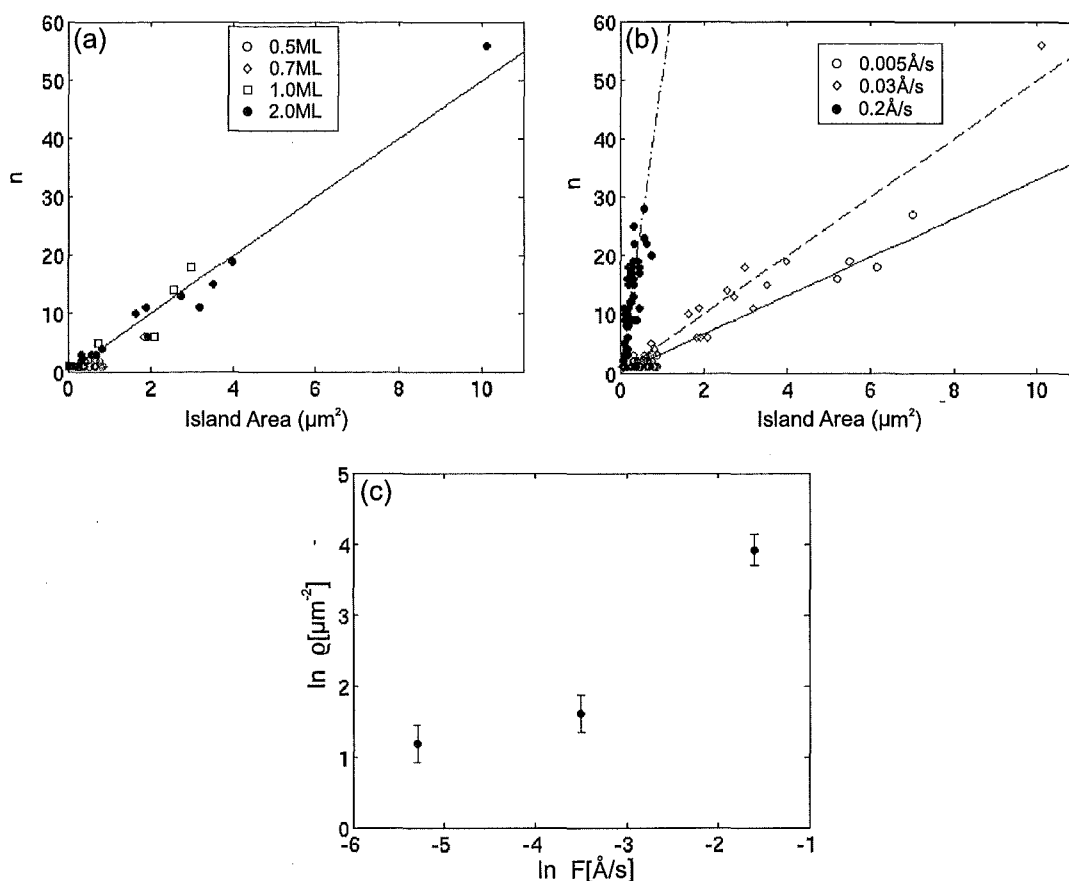 (a)
0.5ML
0.7ML
1.0ML
2.0ML
60
50
40
30
20
10
0
n
0 2 4 6 8 10
Island Area (μm²)
(b)
0.005Å/s
0.03Å/s
0.2Å/s
60
50
40
30
20
10
0
0 2 4 6 8 10
Island Area (μm²)
(c)
5
4
3
2
1
0
ln ϱ[μm⁻²]
-6 -5 -4 -3 -2 -1
ln F[Å/s]